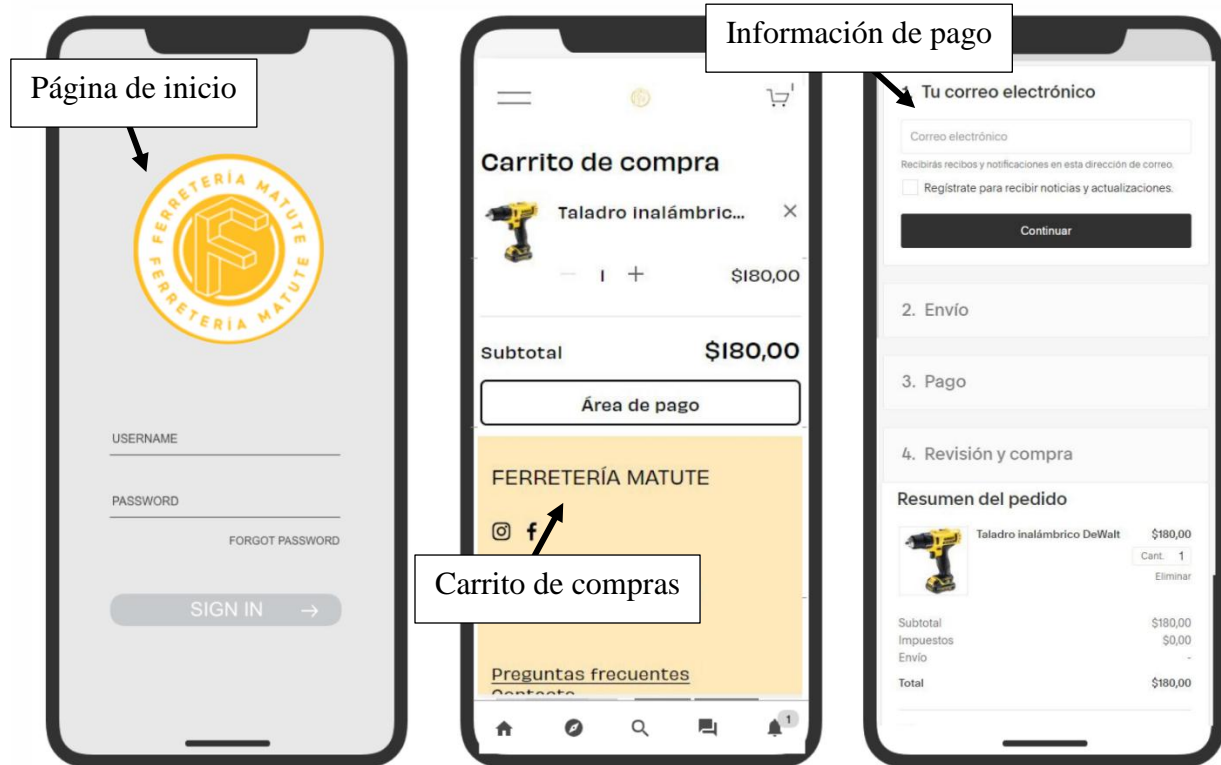 Página de inicio
FERRETERÍA MATUTE
FERRETERÍA MATUTE
USERNAME
PASSWORD
FORGOT PASSWORD
SIGN IN →
1
Carrito de compra
Taladro inalámbric... ×
− 1 + $180,00
Subtotal $180,00
Área de pago
FERRETERÍA MATUTE
Carrito de compras
Preguntas frecuentes
Contacto
1
Información de pago
1. Tu correo electrónico
Correo electrónico
Recibirás recibos y notificaciones en esta dirección de correo.
Regístrate para recibir noticias y actualizaciones.
Continuar
2. Envío
3. Pago
4. Revisión y compra
Resumen del pedido
Taladro inalámbrico DeWalt $180,00
Cant. 1
Eliminar
Subtotal $180,00
Impuestos $0,00
Envío -
Total $180,00